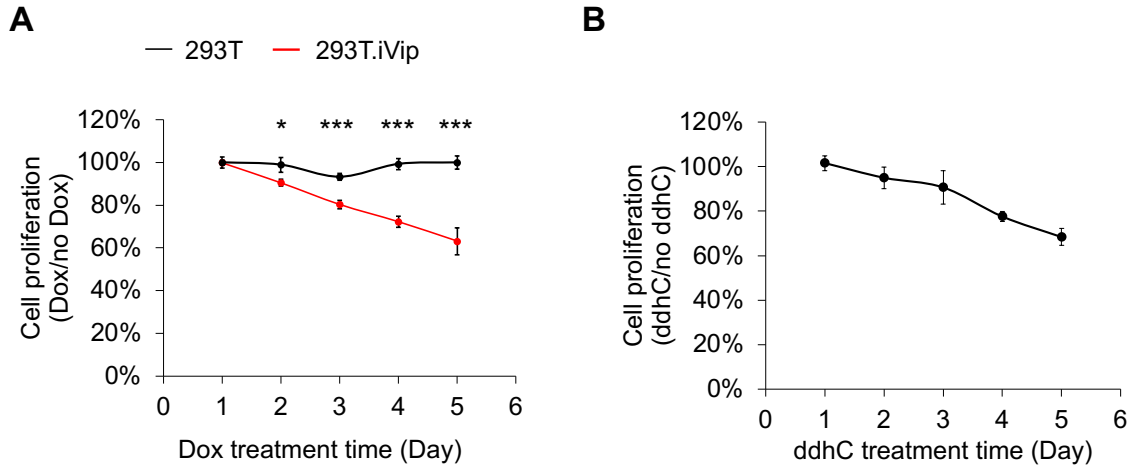 A
293T 293T.iVip
Cell proliferation
(Dox/no Dox)
120%
100%
80%
60%
40%
20%
0%
* *** *** ***
0 1 2 3 4 5 6
Dox treatment time (Day)
B
Cell proliferation
(ddhC/no ddhC)
120%
100%
80%
60%
40%
20%
0%
0 1 2 3 4 5 6
ddhC treatment time (Day)